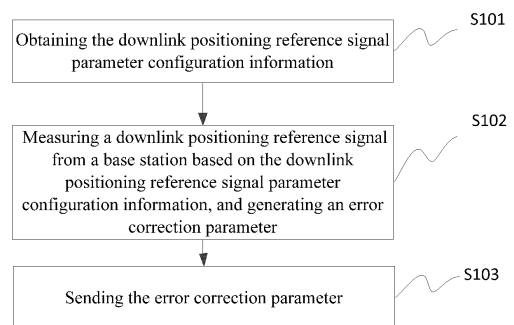 S101
Obtaining the downlink positioning reference signal
parameter configuration information
S102
Measuring a downlink positioning reference signal
from a base station based on the downlink
positioning reference signal parameter
configuration information, and generating an error
correction parameter
S103
Sending the error correction parameter